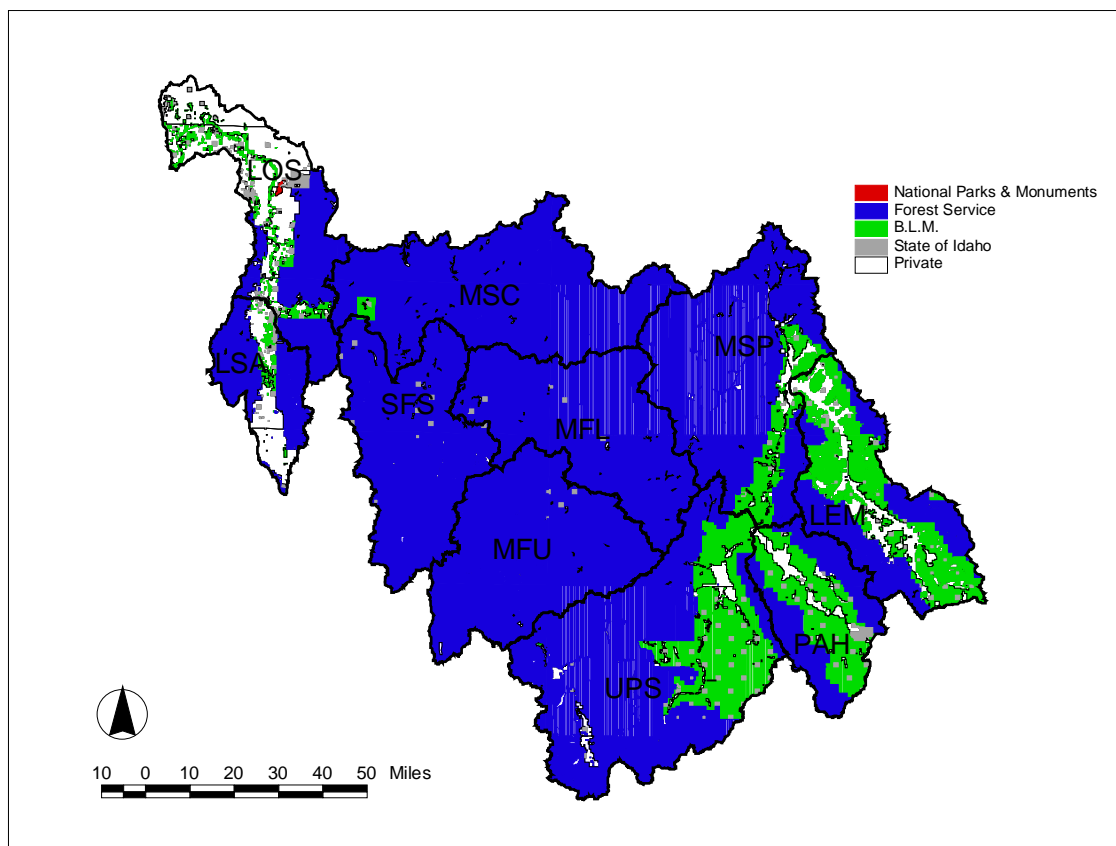 LOS
National Parks & Monuments
Forest Service
B.L.M.
State of Idaho
Private
MSC
MSP
LSA
SFS
MFL
LEM
MFU
PAH
UPS
10 0 10 20 30 40 50 Miles